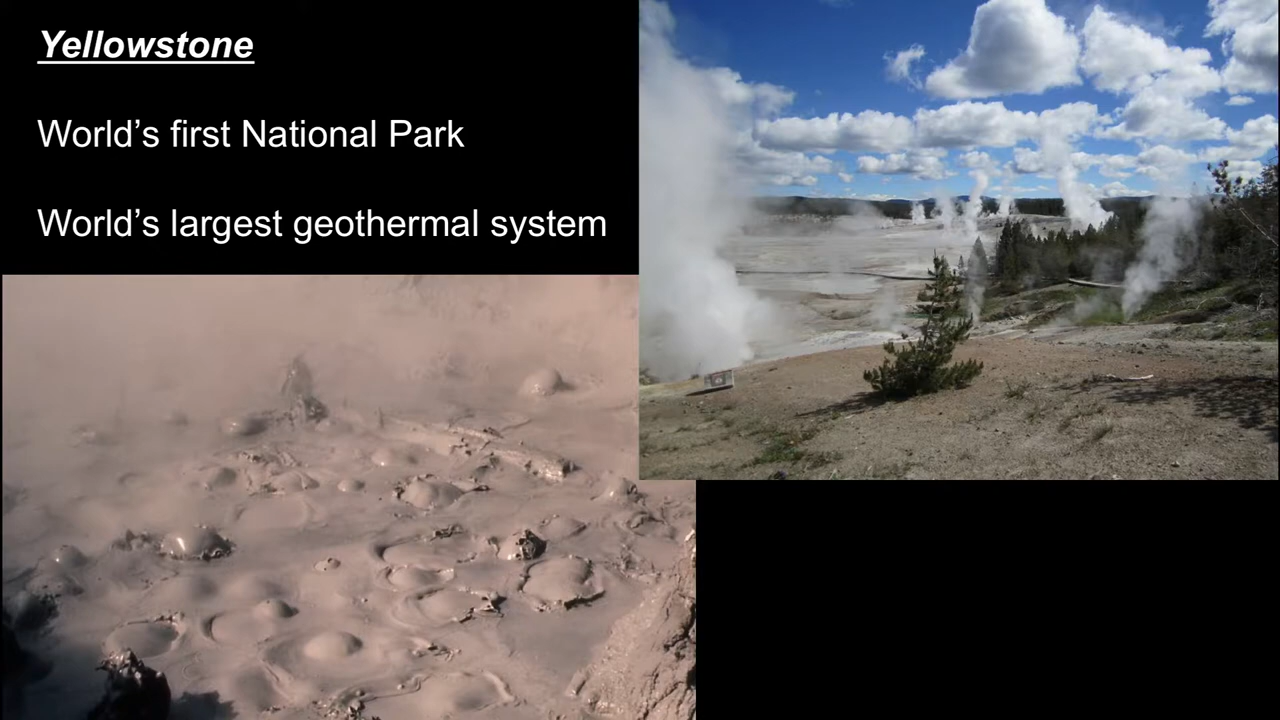 Yellowstone
World’s first National Park
World’s largest geothermal system